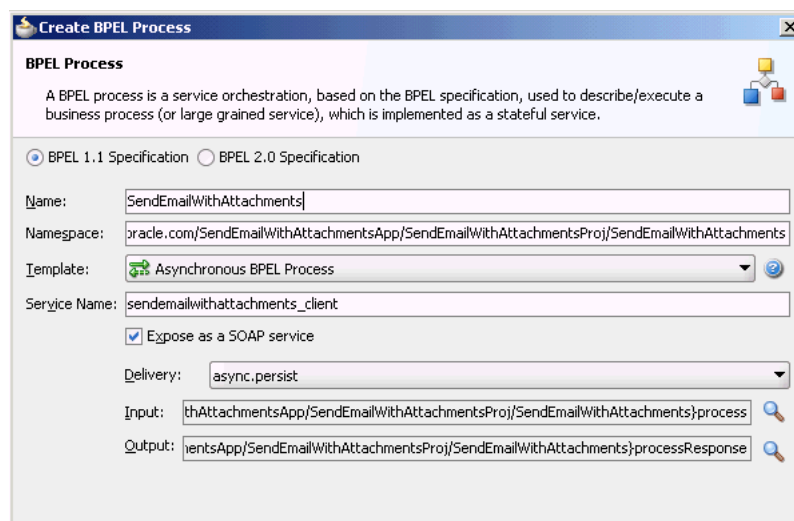 Create BPEL Process
BPEL Process
A BPEL process is a service orchestration, based on the BPEL specification, used to describe/execute a
business process (or large grained service), which is implemented as a stateful service.
BPEL 1.1 Specification BPEL 2.0 Specification
Name: SendEmailWithAttachments
Namespace: oracle.com/SendEmailWithAttachmentsApp/SendEmailWithAttachmentsProj/SendEmailWithAttachments
Template: Asynchronous BPEL Process
Service Name: sendemailwithattachments_client
Expose as a SOAP service
Delivery: async.persist
Input: thAttachmentsApp/SendEmailWithAttachmentsProj/SendEmailWithAttachments}process
Output: mentsApp/SendEmailWithAttachmentsProj/SendEmailWithAttachments}processResponse